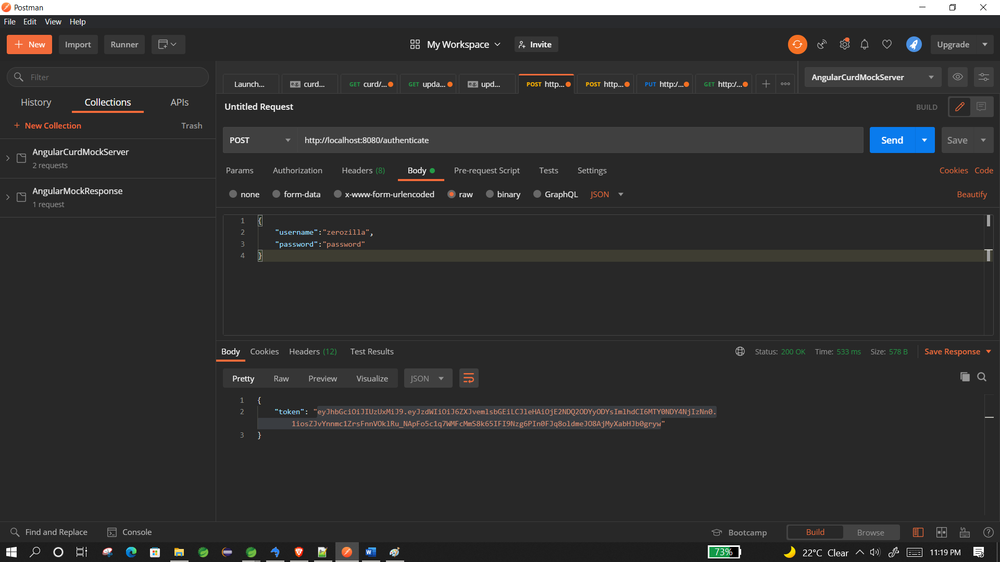 Postman
File Edit View Help
New Import Runner My Workspace Invite Upgrade
Filter
Launch... e.g. curd... GET curd/... GET upda... e.g. upd... POST http... POST http... PUT http:/... GET http:/... AngularCurdMockServer
History Collections APIs
Untitled Request BUILD
+ New Collection Trash
POST http://localhost:8080/authenticate Send Save
AngularCurdMockServer
2 requests
Params Authorization Headers (8) Body Pre-request Script Tests Settings Cookies Code
AngularMockResponse
1 request
none form-data x-www-form-urlencoded raw binary GraphQL JSON Beautify
1 {
2 "username":"zerozilla",
3 "password":"password"
4 }
Body Cookies Headers (12) Test Results Status: 200 OK Time: 533 ms Size: 578 B Save Response
Pretty Raw Preview Visualize JSON
1 {
2 "token": "eyJhbGciOiJIUzUxMiJ9.eyJzdWIiOiJ6ZXJvemlsbGEiLCJleHAiOjE2NDQ2ODYyODYsImlhdCI6MTY0NDY4NjIzNn0.
1iosZJvYnnmc1ZrsFnnVOklRu_NApFo5c1q7WMFcMmS8k65IFI9Nzg6PIn0FJq8oldmeJO8AjMyXabHJb0gryw"
3 }
Find and Replace Console Bootcamp Build Browse
73% 22°C Clear 11:19 PM